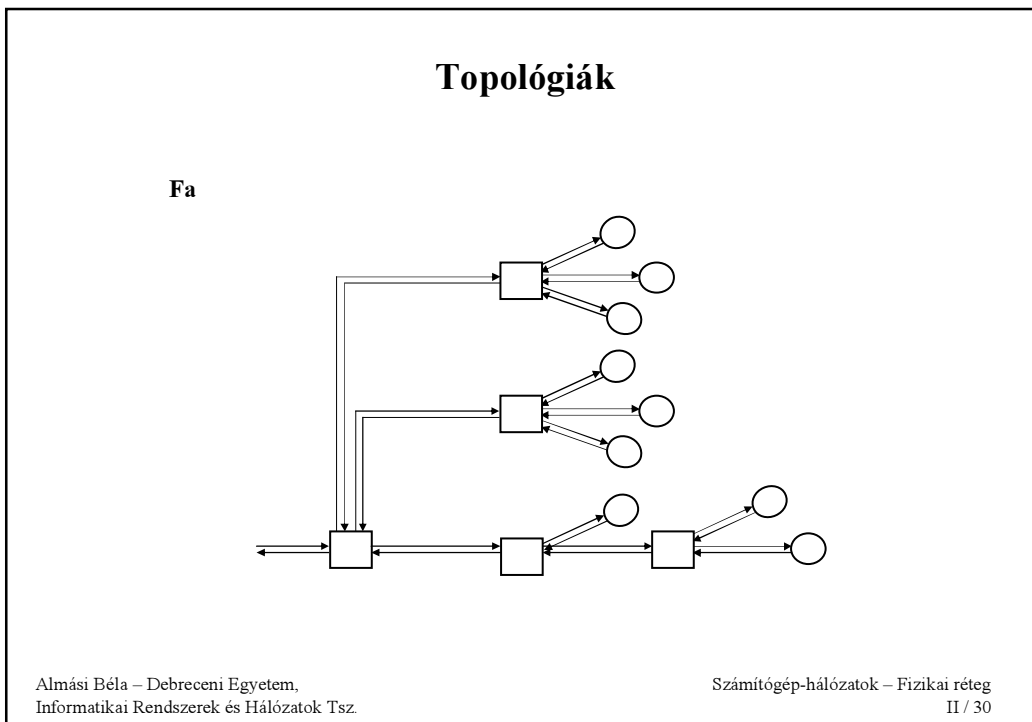 Topológiák
Fa
Almási Béla – Debreceni Egyetem,
Informatikai Rendszerek és Hálózatok Tsz.
Számítógép-hálózatok – Fizikai réteg
II / 30